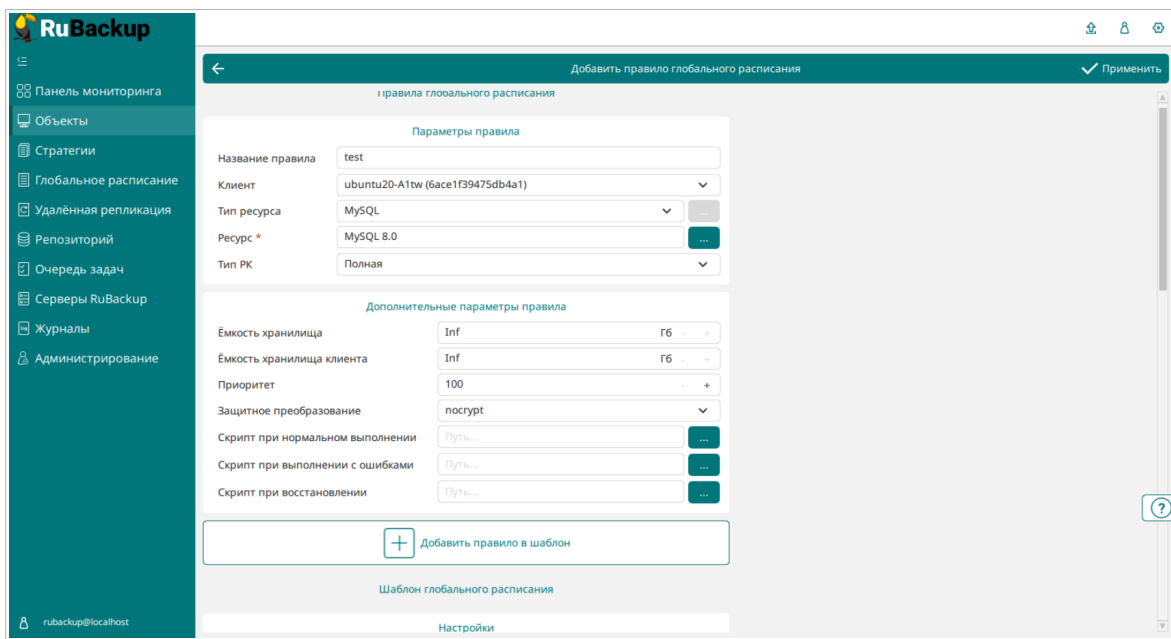 RuBackup
Добавить правило глобального расписания
Применить
Панель мониторинга
Объекты
Стратегии
Глобальное расписание
Удалённая репликация
Репозиторий
Очередь задач
Серверы RuBackup
Журналы
Администрирование
rubackup@localhost
Правила глобального расписания
Параметры правила
Название правила test
Клиент ubuntu20-A1tw (6ace1f39475db4a1)
Тип ресурса MySQL ...
Ресурс * MySQL 8.0 ...
Тип РК Полная
Дополнительные параметры правила
Ёмкость хранилища Inf Гб - +
Ёмкость хранилища клиента Inf Гб - +
Приоритет 100 - +
Защитное преобразование nocrypt
Скрипт при нормальном выполнении Путь... ...
Скрипт при выполнении с ошибками Путь... ...
Скрипт при восстановлении Путь... ...
Добавить правило в шаблон
Шаблон глобального расписания
Настройки
?